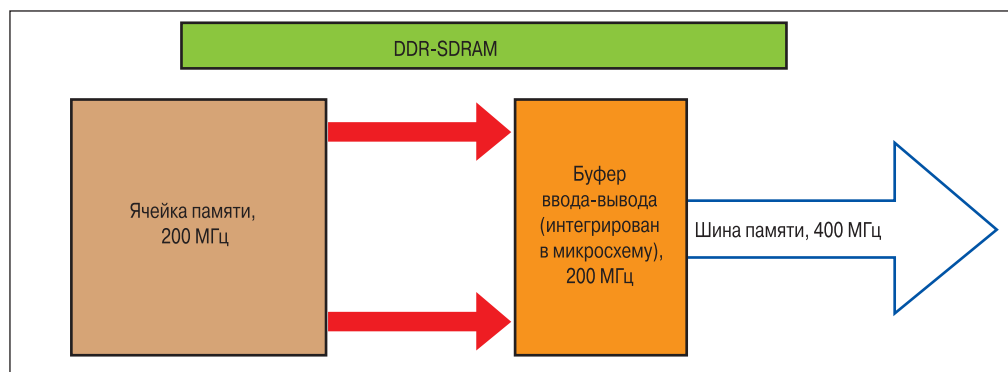 DDR-SDRAM
Ячейка памяти,
200 МГц
Буфер
ввода-вывода
(интегрирован
в микросхему),
200 МГц
Шина памяти, 400 МГц